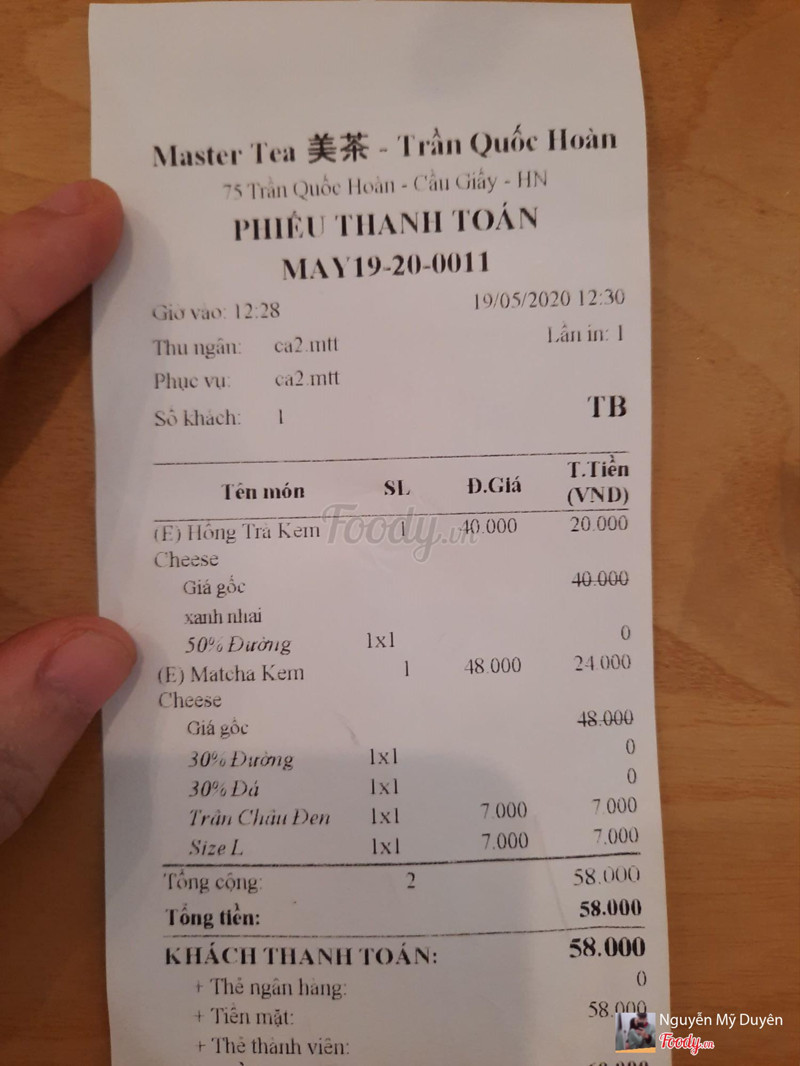 Master Tea 美茶 - Trần Quốc Hoàn
75 Trần Quốc Hoàn - Cầu Giấy - HN
PHIẾU THANH TOÁN
MAY19-20-0011
Giờ vào: 12:28 19/05/2020 12:30
Thu ngân: ca2.mtt Lần in: 1
Phục vụ: ca2.mtt
Số khách: 1 TB
Tên món SL Đ.Giá T.Tiền (VND)
(E) Hồng Trà Kem Cheese 1 40.000 20.000
Giá gốc 40.000
xanh nhai
50% Đường 1x1 0
(E) Matcha Kem Cheese 1 48.000 24.000
Giá gốc 48.000
30% Đường 1x1 0
30% Đá 1x1 0
Trân Châu Đen 1x1 7.000 7.000
Size L 1x1 7.000 7.000
Tổng cộng: 2 58.000
Tổng tiền: 58.000
KHÁCH THANH TOÁN: 58.000
+ Thẻ ngân hàng: 0
+ Tiền mặt: 58.000
+ Thẻ thành viên:
Foody.vn
Nguyễn Mỹ Duyên
Foody.vn